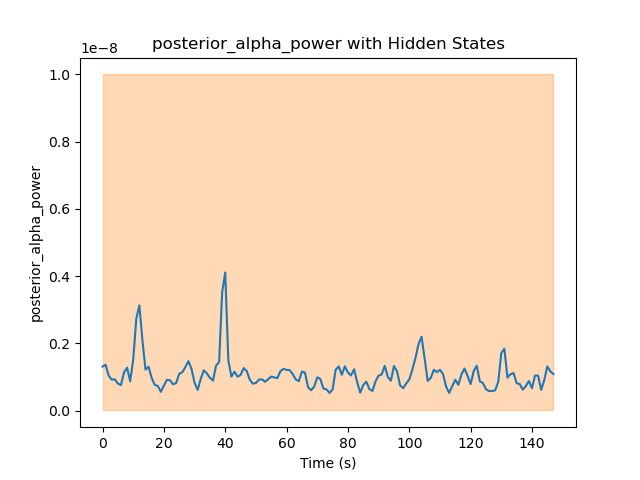 posterior_alpha_power with Hidden States
1e−8
1.0
0.8
0.6
0.4
0.2
0.0
posterior_alpha_power
0 20 40 60 80 100 120 140
Time (s)